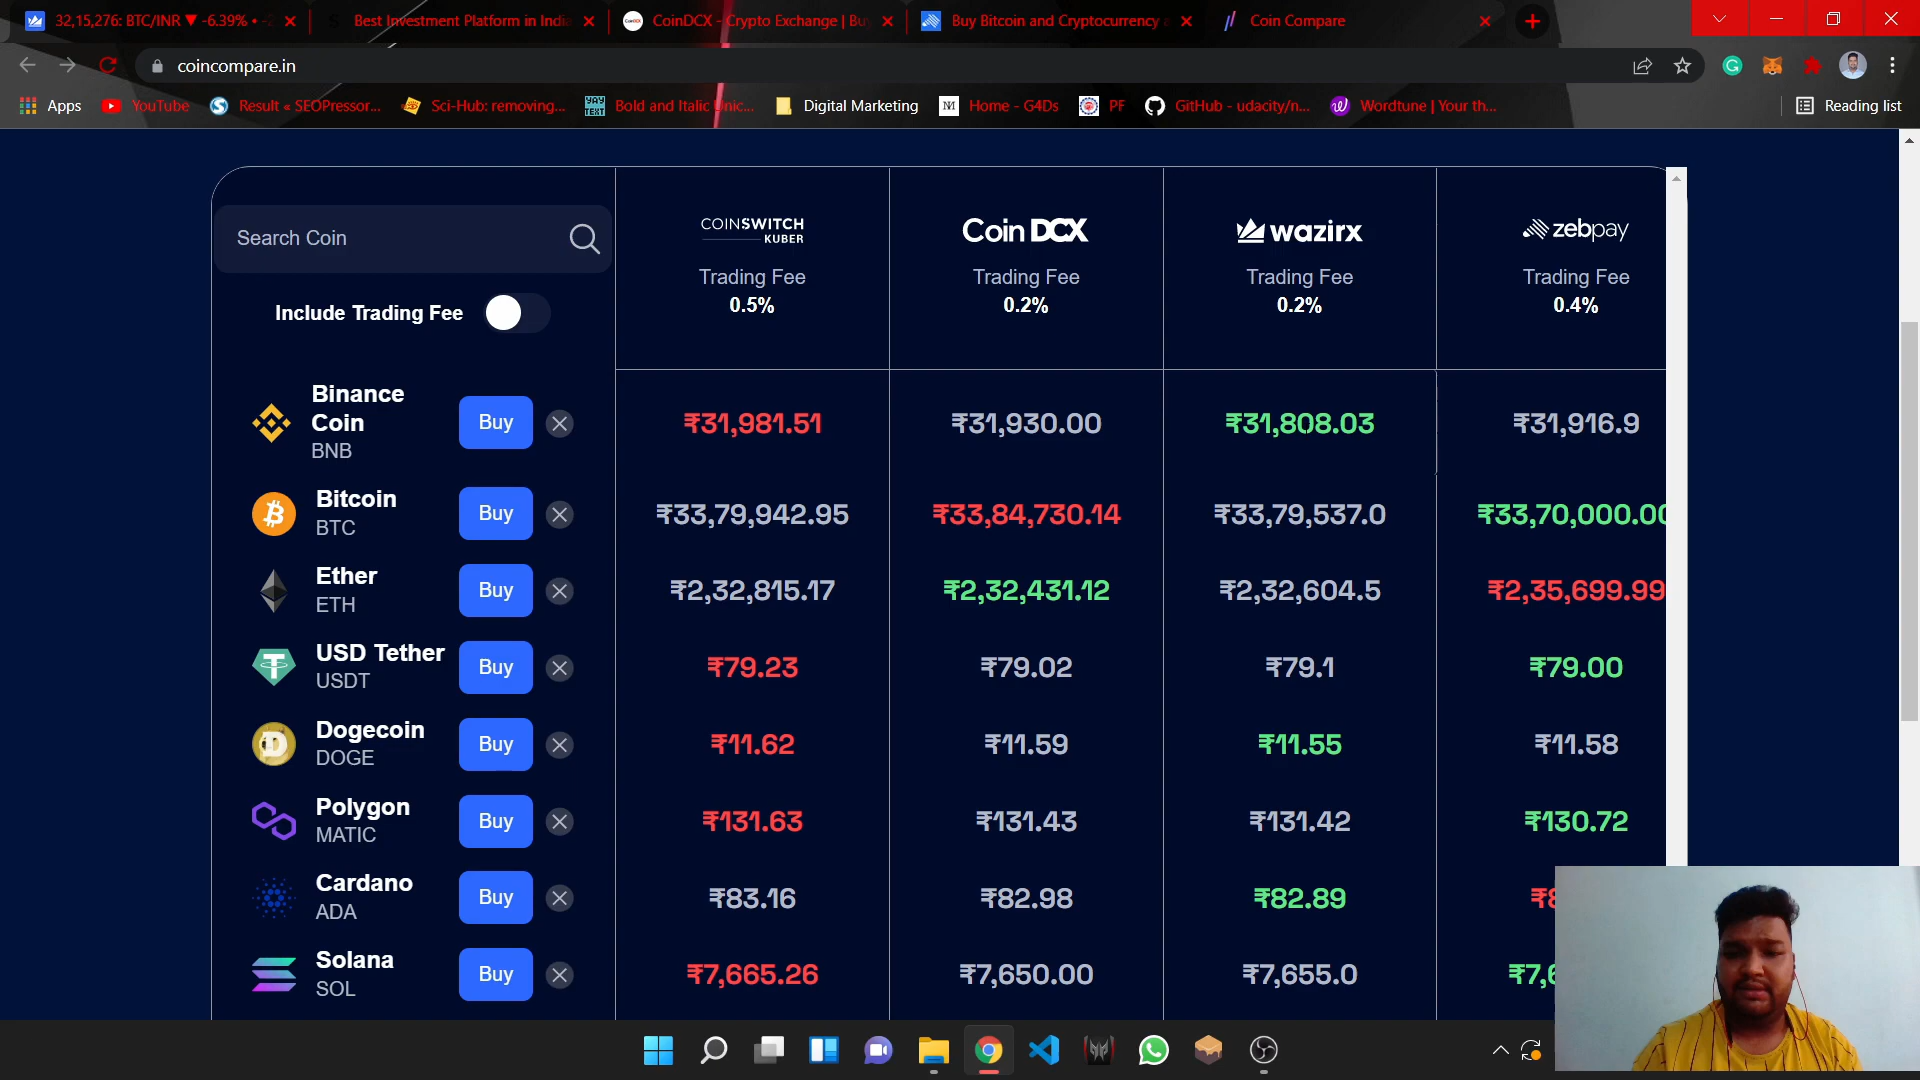 32,15,276: BTC/INR ▼ -6.39% •
Best Investment Platform in India
CoinDCX - Crypto Exchange | Buy
Buy Bitcoin and Cryptocurrency
Coin Compare
coincompare.in
Apps
YouTube
Result « SEOPressor...
Sci-Hub: removing...
YAY TEXT
Bold and Italic Unic...
Digital Marketing
Home - G4Ds
PF
GitHub - udacity/n...
Wordtune | Your th...
Reading list
Search Coin
Include Trading Fee
COINSWITCH
KUBER
Trading Fee
0.5%
CoinDCX
Trading Fee
0.2%
wazirx
Trading Fee
0.2%
zebpay
Trading Fee
0.4%
Binance
Coin
BNB
Buy
₹31,981.51
₹31,930.00
₹31,808.03
₹31,916.9
Bitcoin
BTC
Buy
₹33,79,942.95
₹33,84,730.14
₹33,79,537.0
₹33,70,000.00
Ether
ETH
Buy
₹2,32,815.17
₹2,32,431.12
₹2,32,604.5
₹2,35,699.99
USD Tether
USDT
Buy
₹79.23
₹79.02
₹79.1
₹79.00
Dogecoin
DOGE
Buy
₹11.62
₹11.59
₹11.55
₹11.58
Polygon
MATIC
Buy
₹131.63
₹131.43
₹131.42
₹130.72
Cardano
ADA
Buy
₹83.16
₹82.98
₹82.89
Solana
SOL
Buy
₹7,665.26
₹7,650.00
₹7,655.0